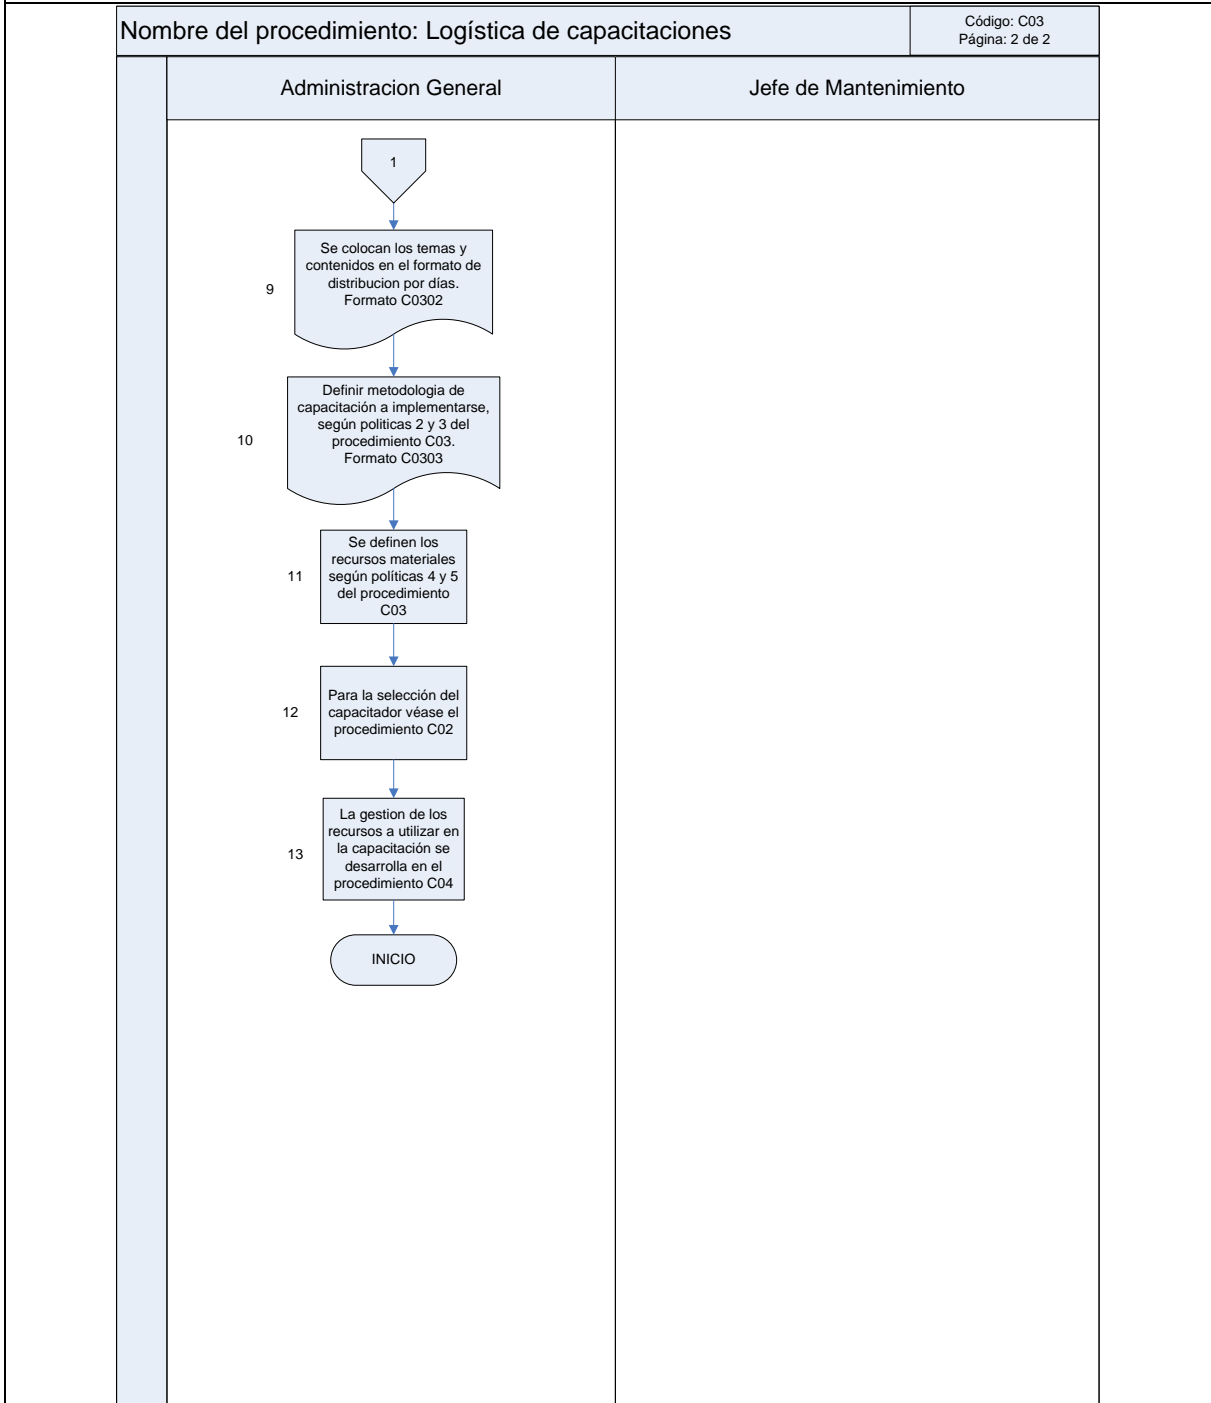 Nombre del procedimiento: Logística de capacitaciones
Código: C03
Página: 2 de 2
Administracion General
Jefe de Mantenimiento
1
9
Se colocan los temas y
contenidos en el formato de
distribucion por días.
Formato C0302
10
Definir metodologia de
capacitación a implementarse,
según politicas 2 y 3 del
procedimiento C03.
Formato C0303
11
Se definen los
recursos materiales
según políticas 4 y 5
del procedimiento
C03
12
Para la selección del
capacitador véase el
procedimiento C02
13
La gestion de los
recursos a utilizar en
la capacitación se
desarrolla en el
procedimiento C04
INICIO